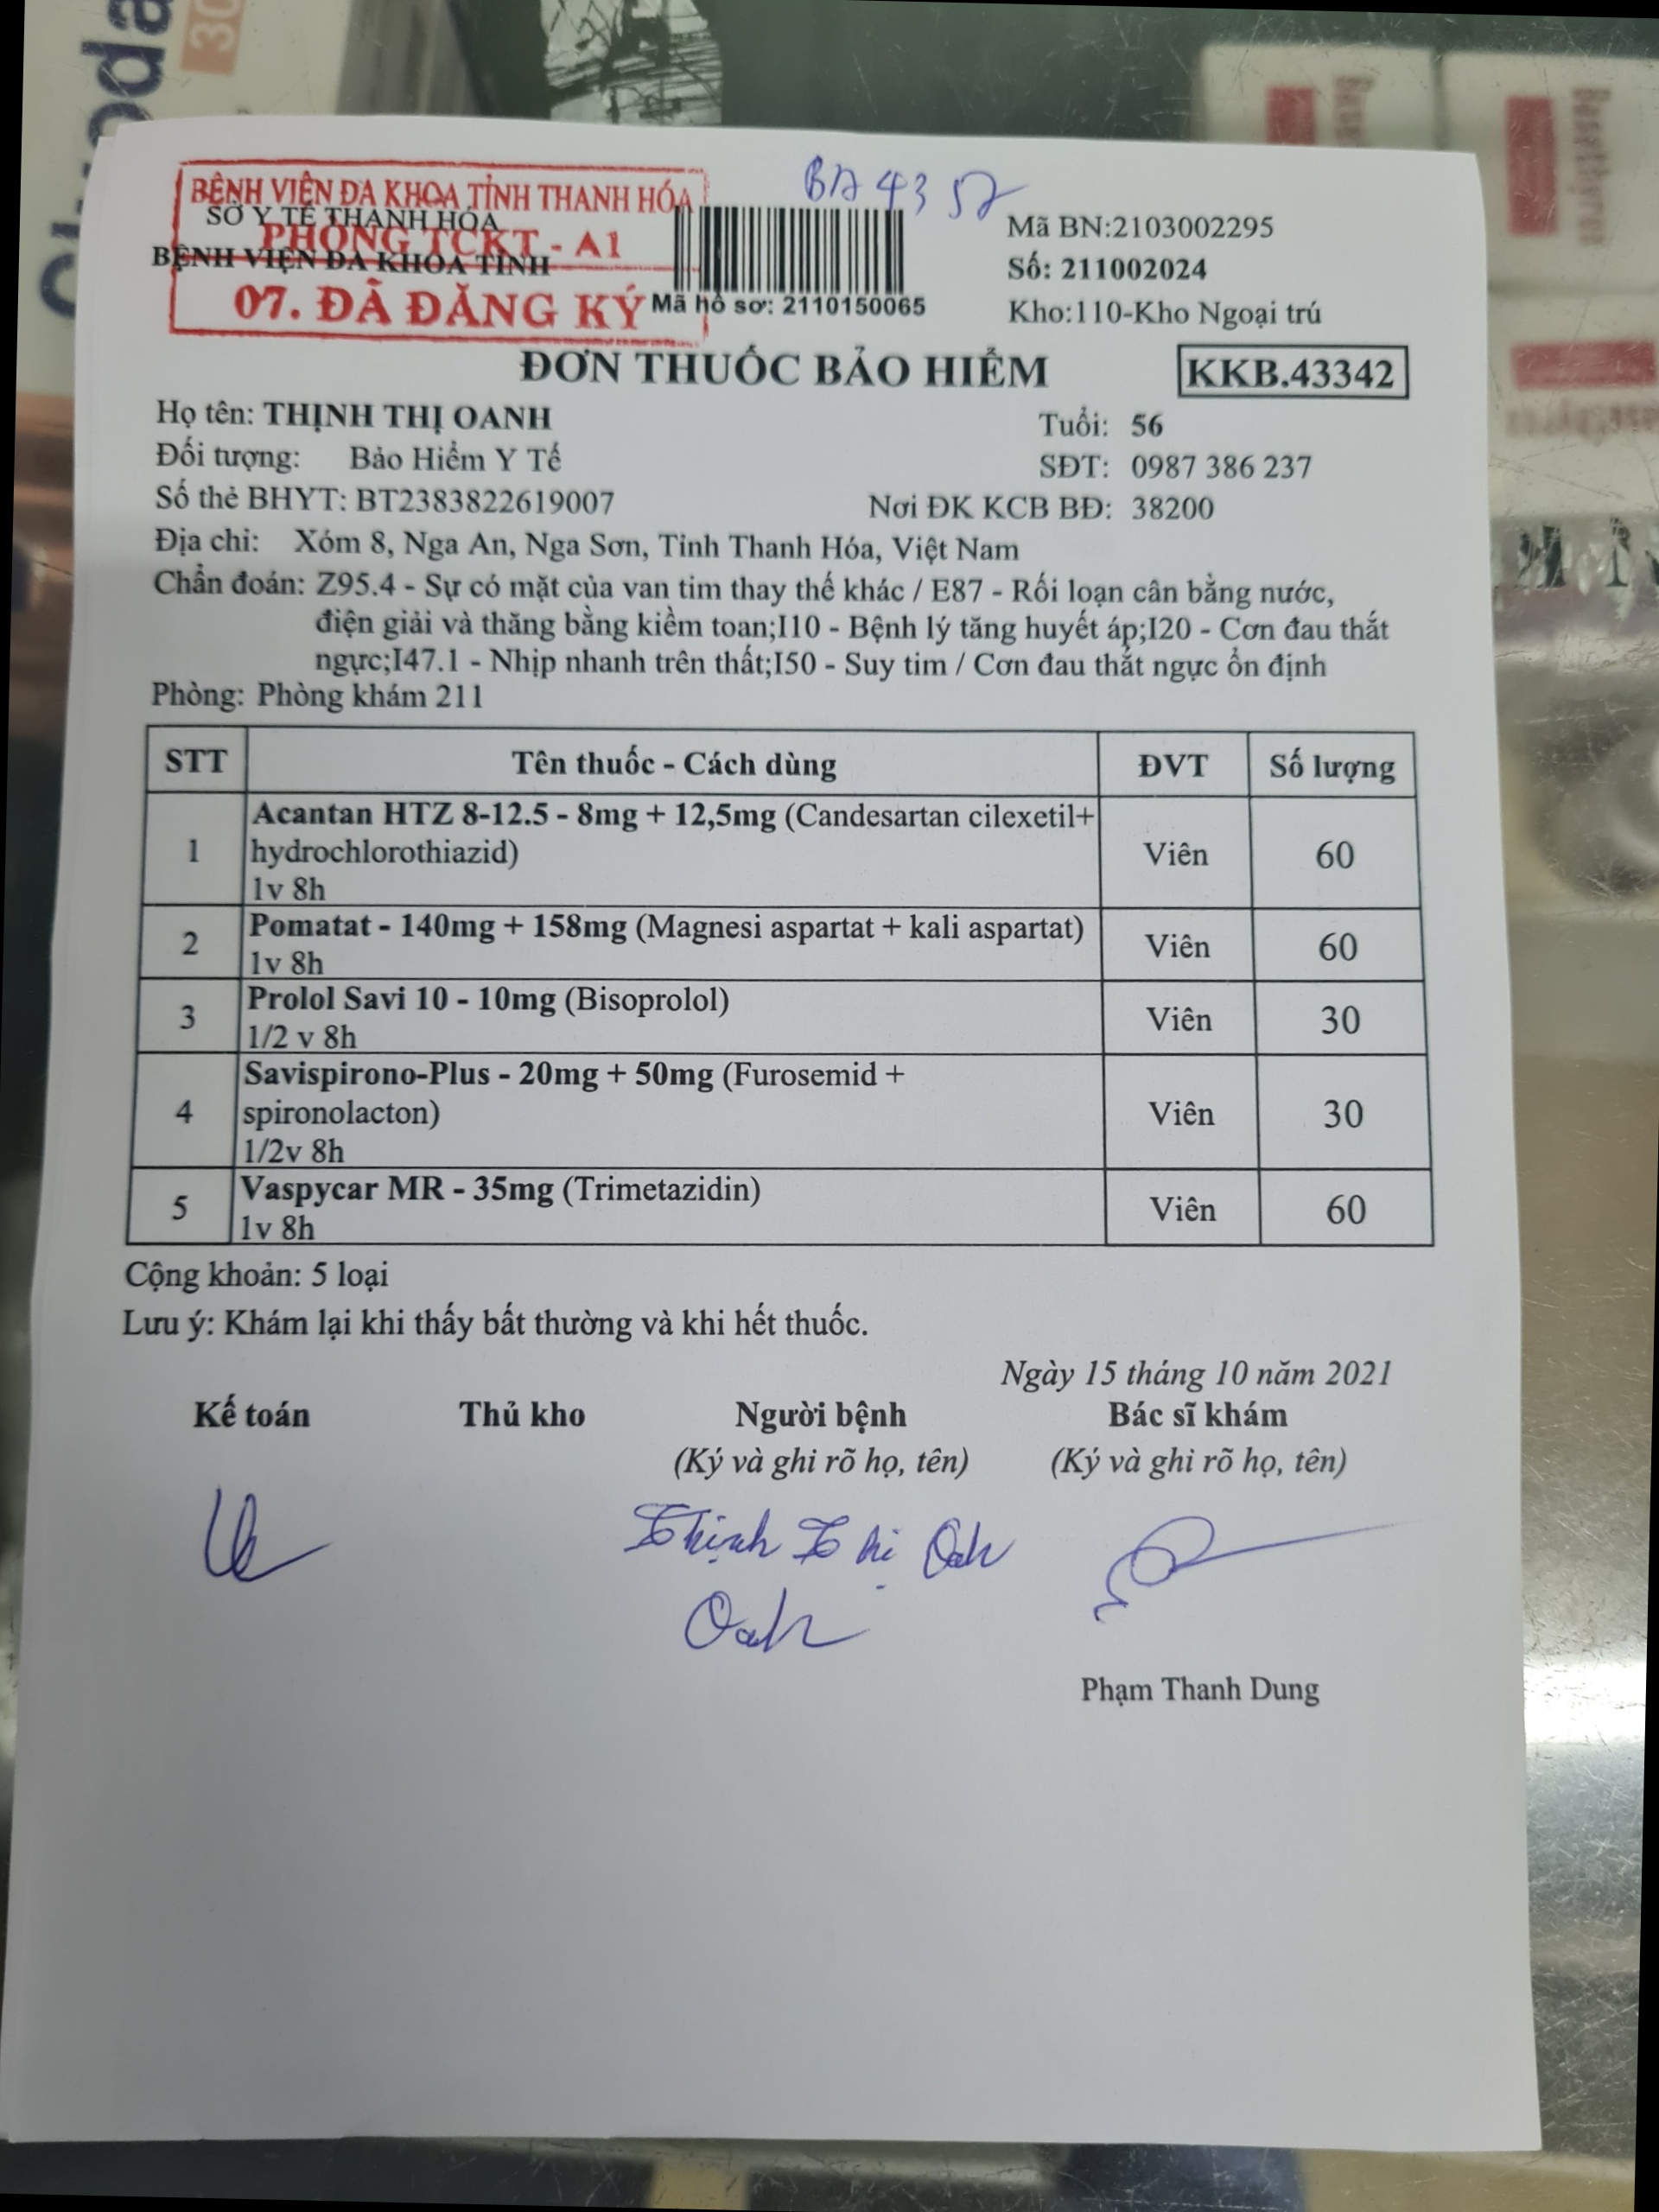 30
BA 4352
BỆNH VIỆN ĐA KHOA TỈNH THANH HÓA
SỞ Y TẾ THANH HÓA
PHÒNG TCKT - A1
BỆNH VIỆN ĐA KHOA TỈNH
07. ĐÃ ĐĂNG KÝ
Mã hồ sơ: 2110150065
Mã BN:2103002295
Số: 211002024
Kho:110-Kho Ngoại trú
ĐƠN THUỐC BẢO HIỂM
KKB.43342
Họ tên: THỊNH THỊ OANH Tuổi: 56
Đối tượng: Bảo Hiểm Y Tế SĐT: 0987 386 237
Số thẻ BHYT: BT2383822619007 Nơi ĐK KCB BĐ: 38200
Địa chỉ: Xóm 8, Nga An, Nga Sơn, Tỉnh Thanh Hóa, Việt Nam
Chẩn đoán: Z95.4 - Sự có mặt của van tim thay thế khác / E87 - Rối loạn cân bằng nước,
điện giải và thăng bằng kiềm toan;I10 - Bệnh lý tăng huyết áp;I20 - Cơn đau thắt
ngực;I47.1 - Nhịp nhanh trên thất;I50 - Suy tim / Cơn đau thắt ngực ổn định
Phòng: Phòng khám 211
STT Tên thuốc - Cách dùng ĐVT Số lượng
1 Acantan HTZ 8-12.5 - 8mg + 12,5mg (Candesartan cilexetil+
hydrochlorothiazid) Viên 60
1v 8h
2 Pomatat - 140mg + 158mg (Magnesi aspartat + kali aspartat) Viên 60
1v 8h
3 Prolol Savi 10 - 10mg (Bisoprolol) Viên 30
1/2 v 8h
4 Savispirono-Plus - 20mg + 50mg (Furosemid +
spironolacton) Viên 30
1/2v 8h
5 Vaspycar MR - 35mg (Trimetazidin) Viên 60
1v 8h
Cộng khoản: 5 loại
Lưu ý: Khám lại khi thấy bất thường và khi hết thuốc.
Ngày 15 tháng 10 năm 2021
Kế toán Thủ kho Người bệnh Bác sĩ khám
(Ký và ghi rõ họ, tên) (Ký và ghi rõ họ, tên)
Thịnh Thị Oanh
Oanh
Phạm Thanh Dung